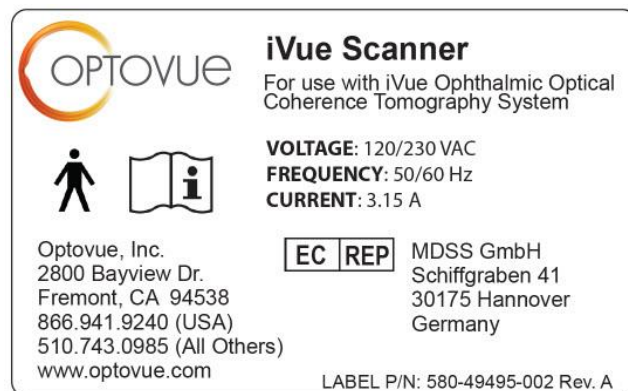 OPTOVUE
iVue Scanner
For use with iVue Ophthalmic Optical
Coherence Tomography System
VOLTAGE: 120/230 VAC
FREQUENCY: 50/60 Hz
CURRENT: 3.15 A
i
Optovue, Inc.
2800 Bayview Dr.
Fremont, CA 94538
866.941.9240 (USA)
510.743.0985 (All Others)
www.optovue.com
EC REP
MDSS GmbH
Schiffgraben 41
30175 Hannover
Germany
LABEL P/N: 580-49495-002 Rev. A